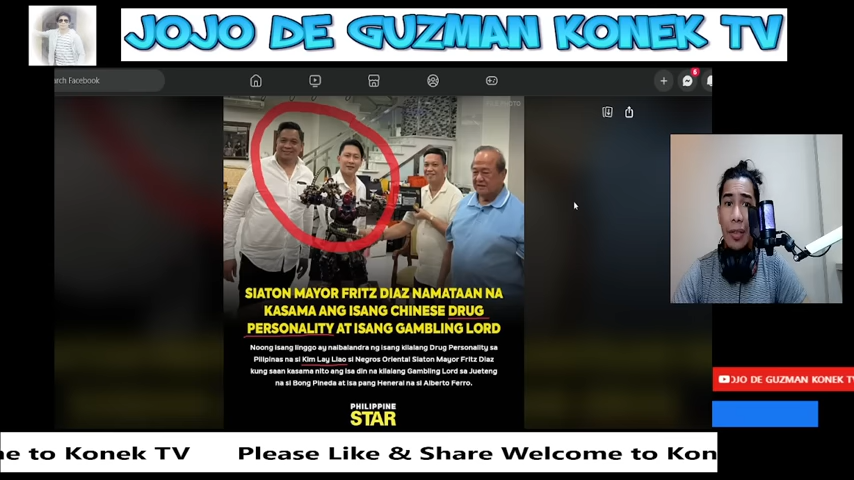 JOJO DE GUZMAN KONEK TV
rch Facebook
6
SIATON MAYOR FRITZ DIAZ NAMATAAN NA
KASAMA ANG ISANG CHINESE DRUG
PERSONALITY AT ISANG GAMBLING LORD
Noong isang linggo ay naibalandra ng isang kilalang Drug Personality sa
Pilipinas na si Kim Lay Liao si Negros Oriental Siaton Mayor Fritz Diaz
kung saan kasama nito ang isa din na kilalang Gambling Lord sa Jueteng
na si Bong Pineda at isa pang Heneral na si Alberto Ferro.
PHILIPPINE
STAR
OJO DE GUZMAN KONEK TV
e to Konek TV Please Like & Share Welcome to Kon